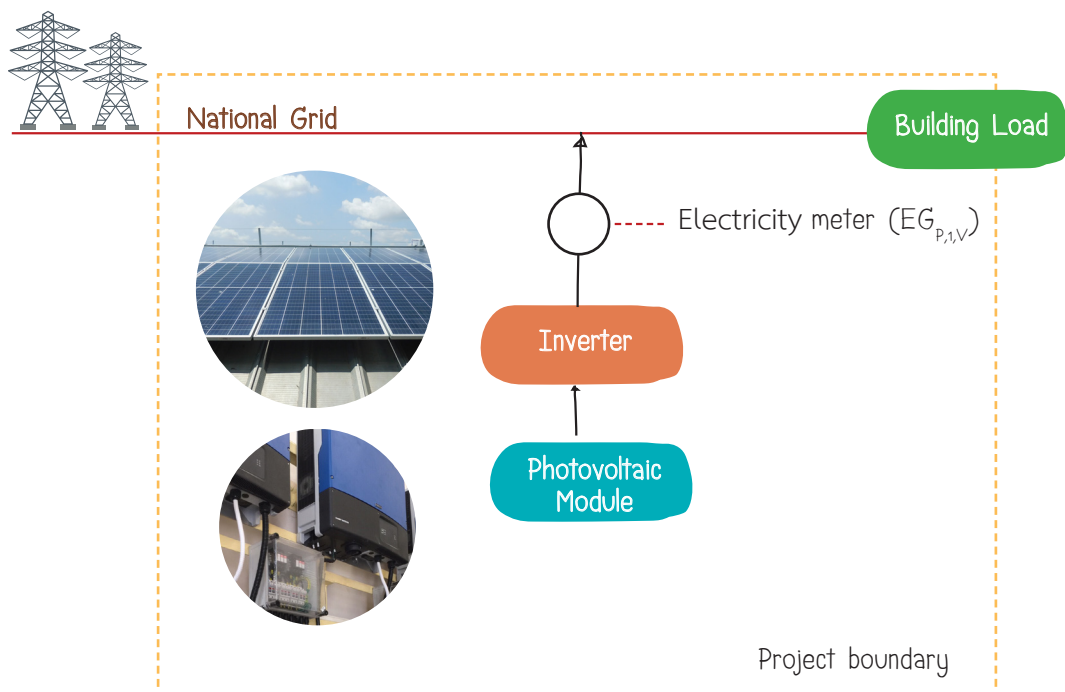 National Grid
Building Load
Electricity meter (EG_P,1,V)
Inverter
Photovoltaic
Module
Project boundary